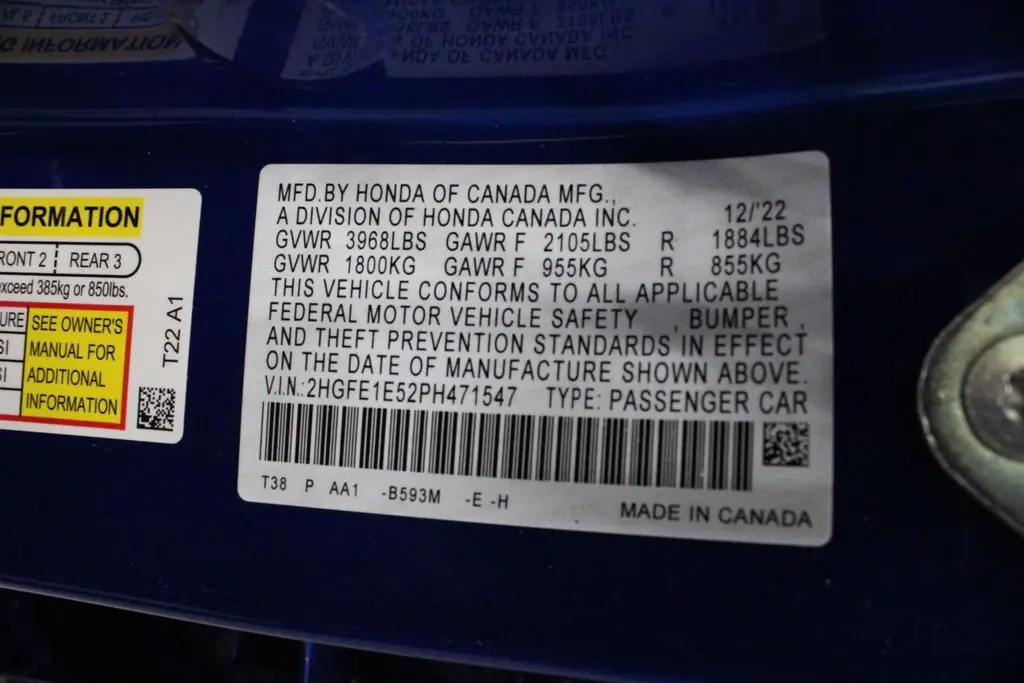 FORMATION
RONT 2 | REAR 3
exceed 385kg or 850lbs.
SEE OWNER'S
MANUAL FOR
ADDITIONAL
INFORMATION
T22 A1
MFD.BY HONDA OF CANADA MFG.,
A DIVISION OF HONDA CANADA INC. 12/'22
GVWR 3968LBS GAWR F 2105LBS R 1884LBS
GVWR 1800KG GAWR F 955KG R 855KG
THIS VEHICLE CONFORMS TO ALL APPLICABLE
FEDERAL MOTOR VEHICLE SAFETY , BUMPER ,
AND THEFT PREVENTION STANDARDS IN EFFECT
ON THE DATE OF MANUFACTURE SHOWN ABOVE.
V.I.N.:2HGFE1E52PH471547 TYPE: PASSENGER CAR
T38 P AA1 -B593M -E -H
MADE IN CANADA